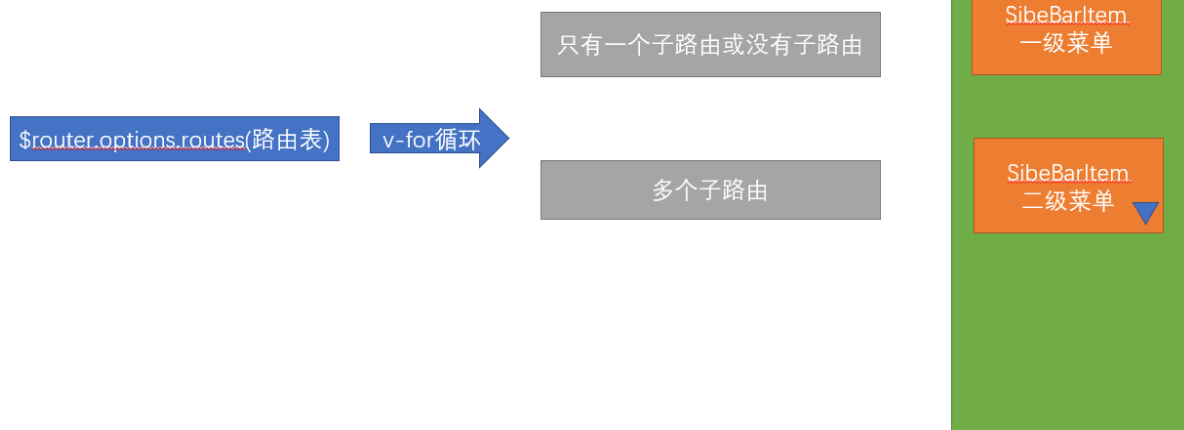 只有一个子路由或没有子路由
SibeBarItem
一级菜单
$router.options.routes(路由表)
v-for循环
多个子路由
SibeBarItem
二级菜单